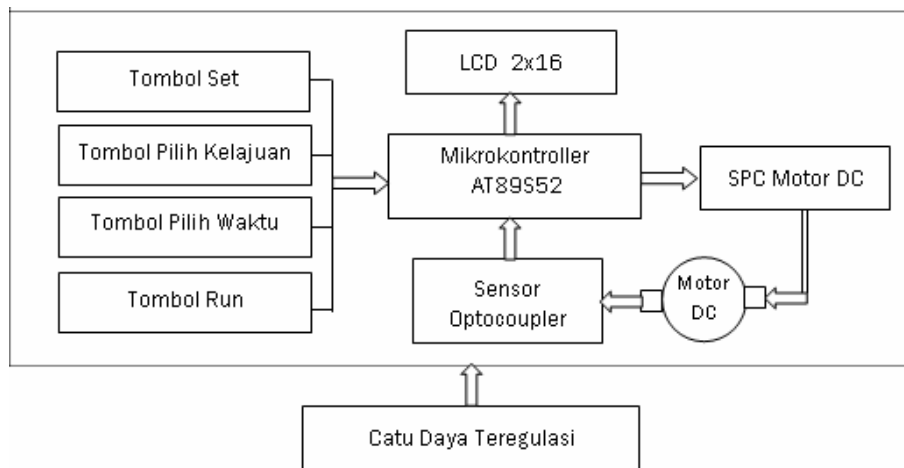 Tombol Set
Tombol Pilih Kelajuan
Tombol Pilih Waktu
Tombol Run
LCD 2x16
Mikrokontroller
AT89S52
SPC Motor DC
Sensor
Optocoupler
Motor
DC
Catu Daya Teregulasi